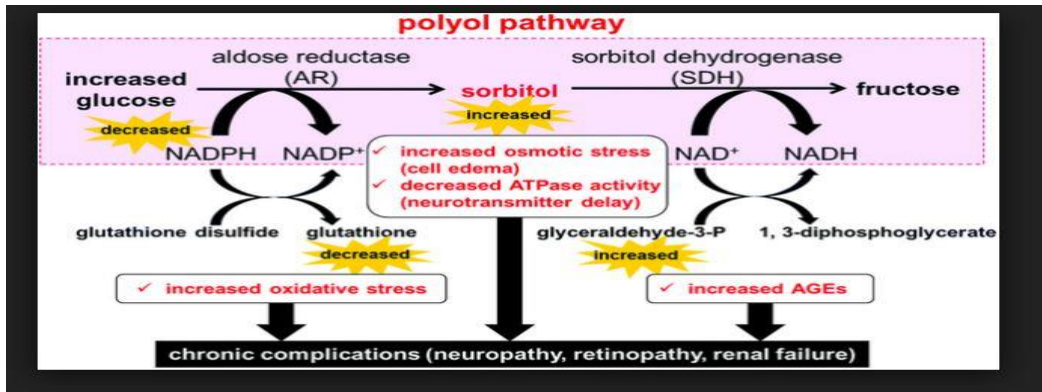 polyol pathway
aldose reductase
(AR)
sorbitol dehydrogenase
(SDH)
increased
glucose
sorbitol
fructose
decreased
increased
NADPH
NADP⁺
NAD⁺
NADH
✓ increased osmotic stress
(cell edema)
✓ decreased ATPase activity
(neurotransmitter delay)
glutathione disulfide
glutathione
glyceraldehyde-3-P
1, 3-diphosphoglycerate
decreased
increased
✓ increased oxidative stress
✓ increased AGEs
chronic complications (neuropathy, retinopathy, renal failure)